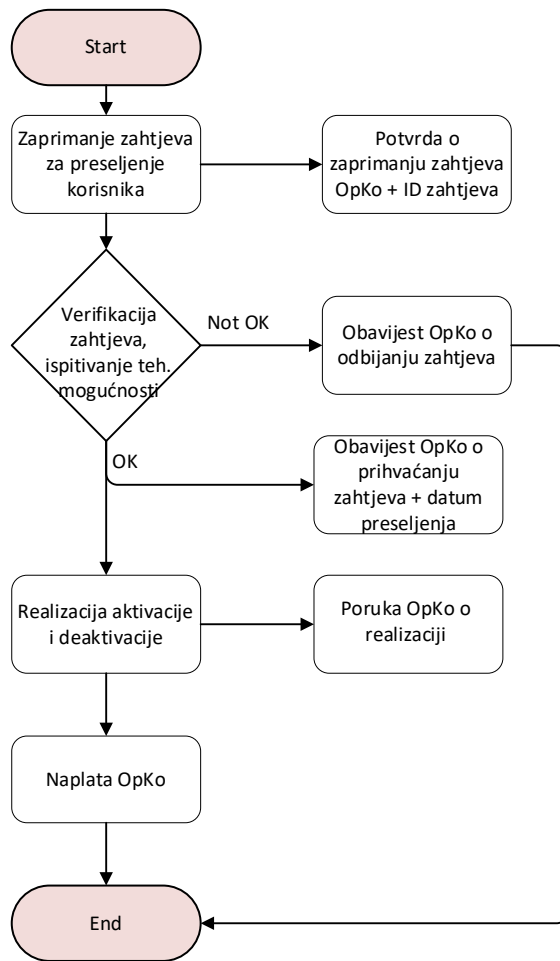 Start
Zaprimanje zahtjeva
za preseljenje
korisnika
Potvrda o
zaprimanju zahtjeva
OpKo + ID zahtjeva
Verifikacija
zahtjeva,
ispitivanje teh.
mogućnosti
Not OK
Obavijest OpKo o
odbijanju zahtjeva
OK
Obavijest OpKo o
prihvaćanju
zahtjeva + datum
preseljenja
Realizacija aktivacije
i deaktivacije
Poruka OpKo o
realizaciji
Naplata OpKo
End